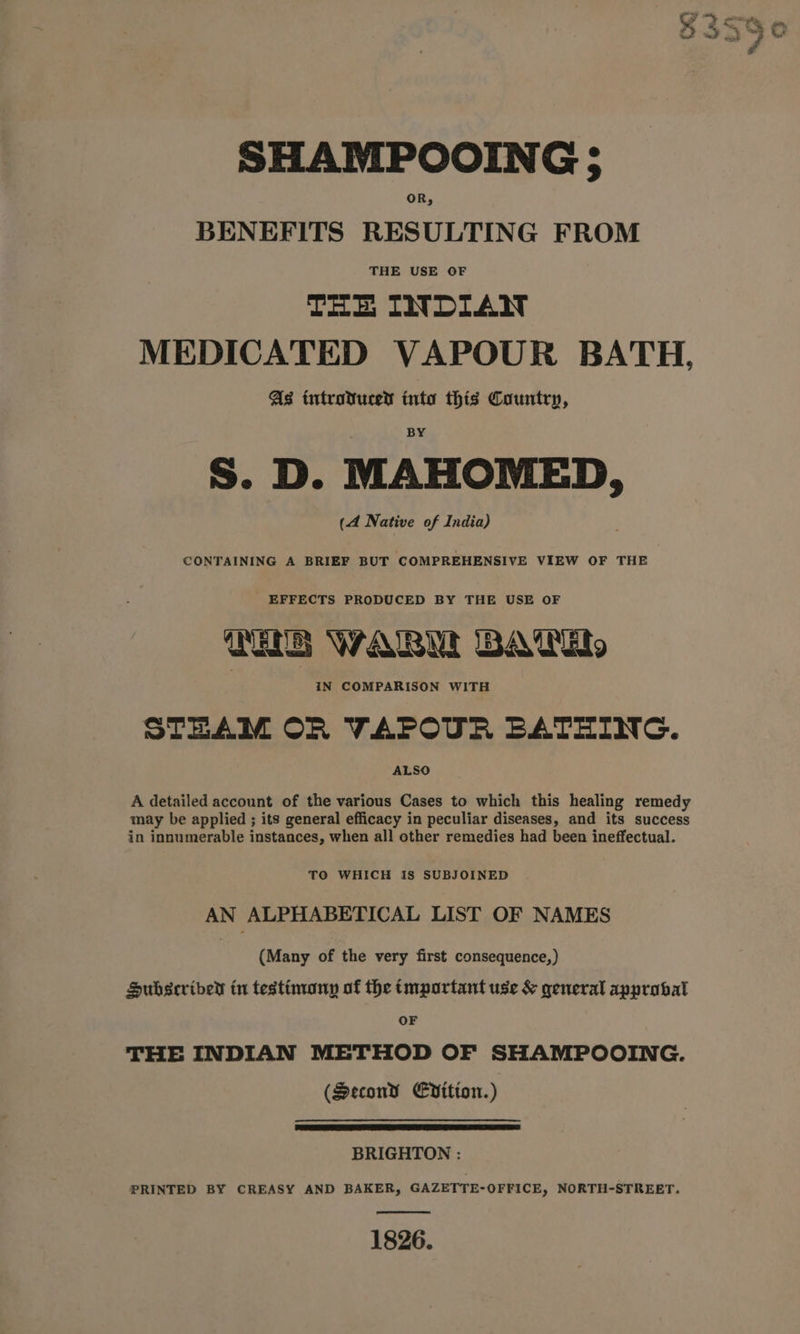 83590
SHAMPOOING;
OR,
BENEFITS RESULTING FROM
THE USE OF
THE INDIAN
MEDICATED VAPOUR BATH,
As introduced into this Country,
BY
S. D. MAHOMED,
(A Native of India)
CONTAINING A BRIEF BUT COMPREHENSIVE VIEW OF THE
EFFECTS PRODUCED BY THE USE OF
THE WARM BATH,
IN COMPARISON WITH
STEAM OR VAPOUR BATHING.
ALSO
A detailed account of the various Cases to which this healing remedy
may be applied; its general efficacy in peculiar diseases, and its success
in innumerable instances, when all other remedies had been ineffectual.
TO WHICH IS SUBJOINED
AN ALPHABETICAL LIST OF NAMES
(Many of the very first consequence,)
Subscribed in testimony of the important use & general approbal
OF
THE INDIAN METHOD OF SHAMPOOING.
(Second Edition.)
BRIGHTON:
PRINTED BY CREASY AND BAKER, GAZETTE-OFFICE, NORTH-STREET.
1826.